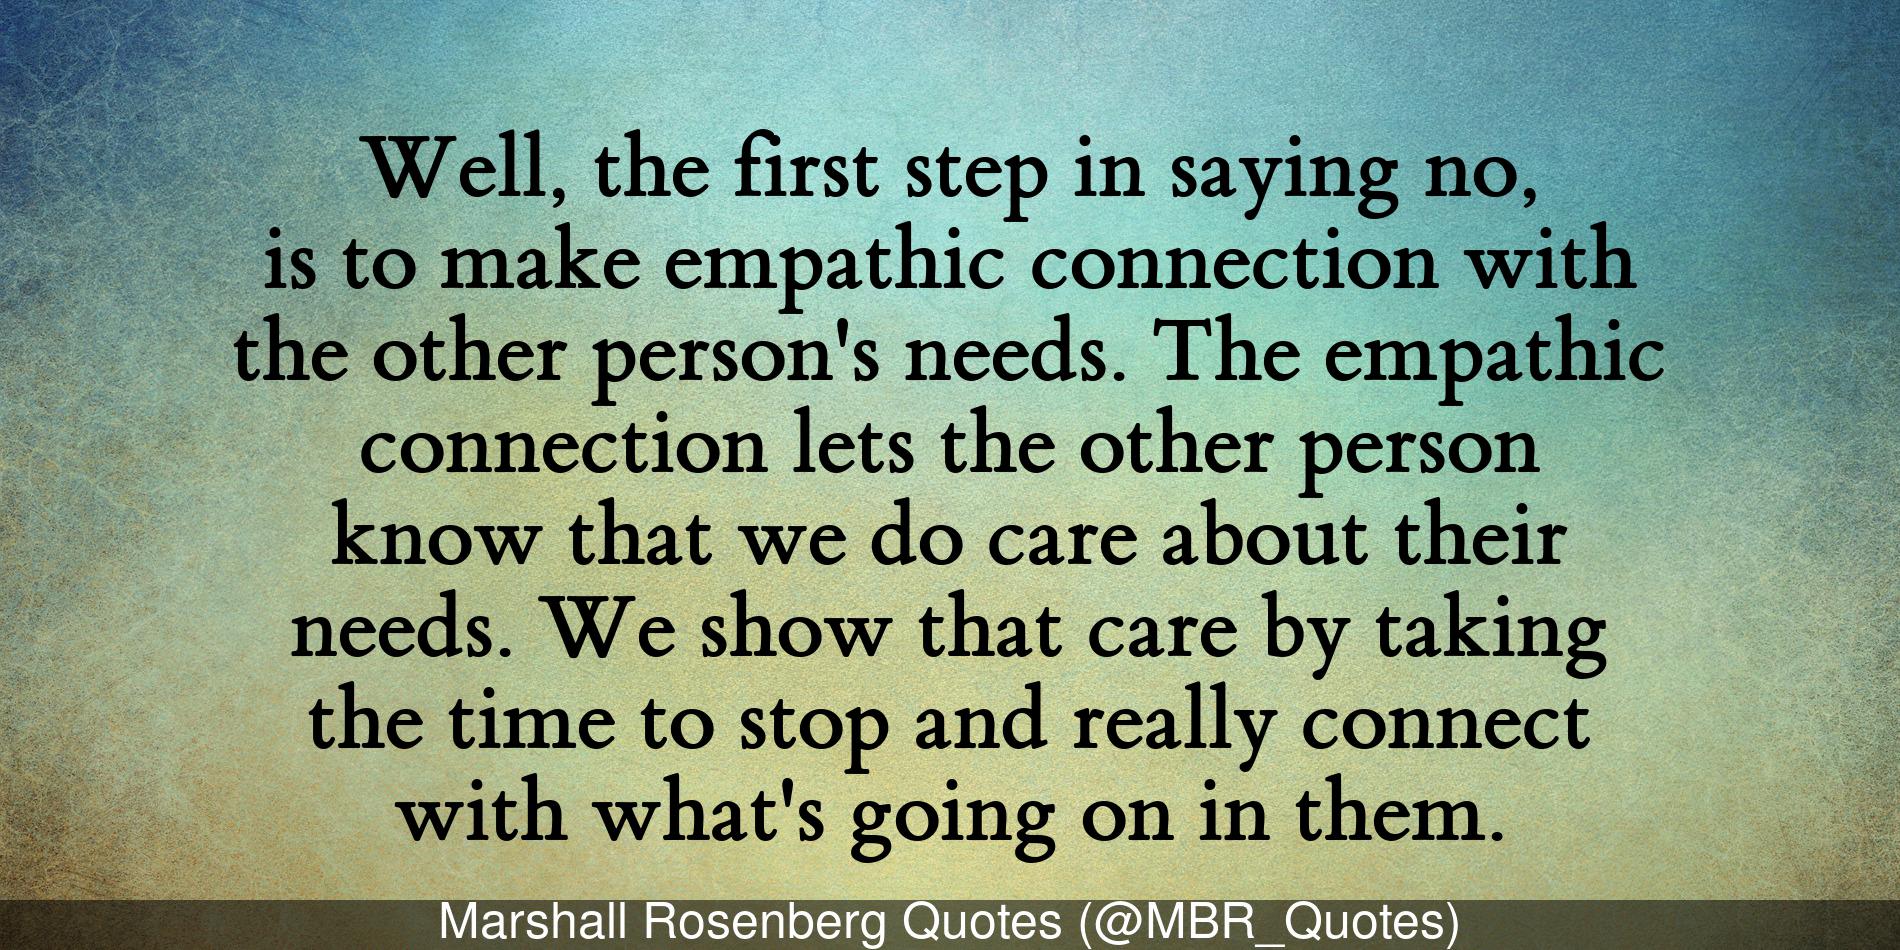 Well, the first step in saying no,
is to make empathic connection with
the other person's needs. The empathic
connection lets the other person
know that we do care about their
needs. We show that care by taking
the time to stop and really connect
with what's going on in them.
Marshall Rosenberg Quotes (@MBR_Quotes)